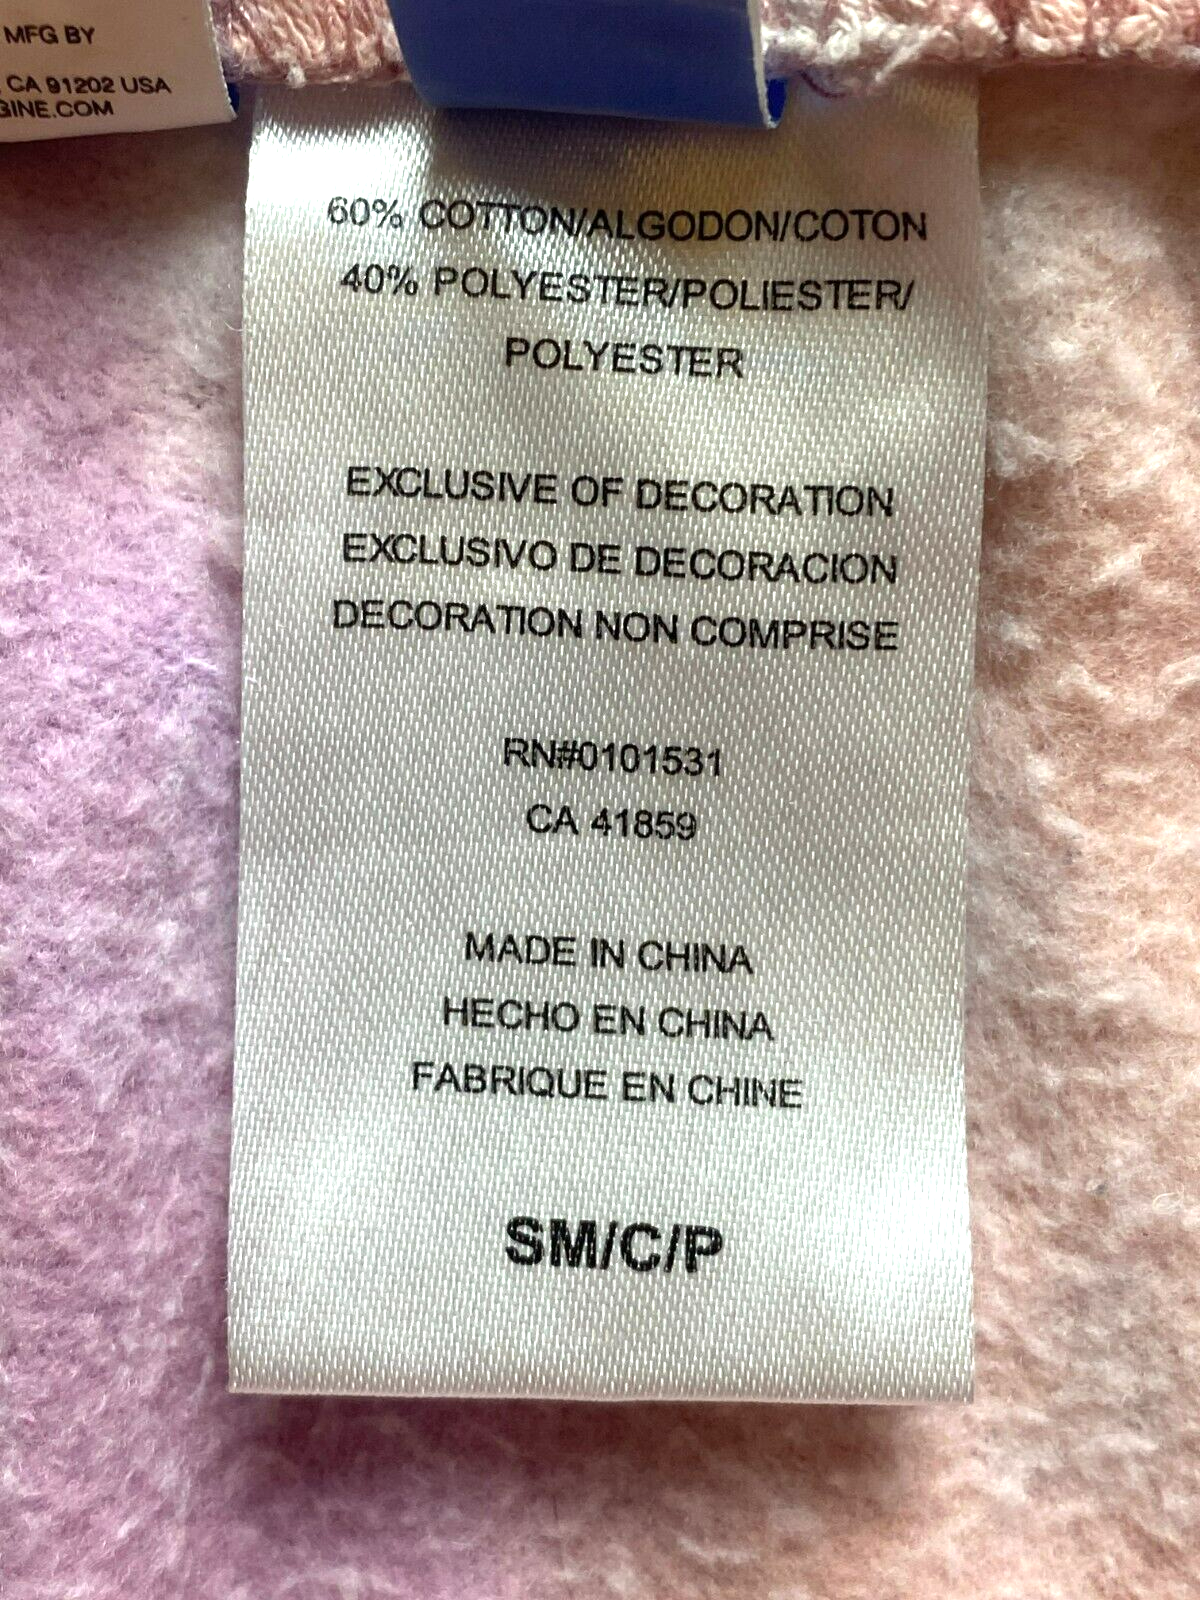 MFG BY
, CA 91202 USA
GINE.COM
60% COTTON/ALGODON/COTON
40% POLYESTER/POLIESTER/
POLYESTER
EXCLUSIVE OF DECORATION
EXCLUSIVO DE DECORACION
DECORATION NON COMPRISE
RN#0101531
CA 41859
MADE IN CHINA
HECHO EN CHINA
FABRIQUE EN CHINE
SM/C/P